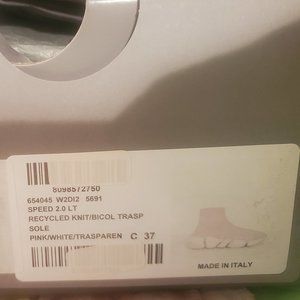 8098572750
654045 W2DI2 5691
SPEED 2.0 LT
RECYCLED KNIT/BICOL TRASP
SOLE
PINK/WHITE/TRASPAREN C 37
MADE IN ITALY